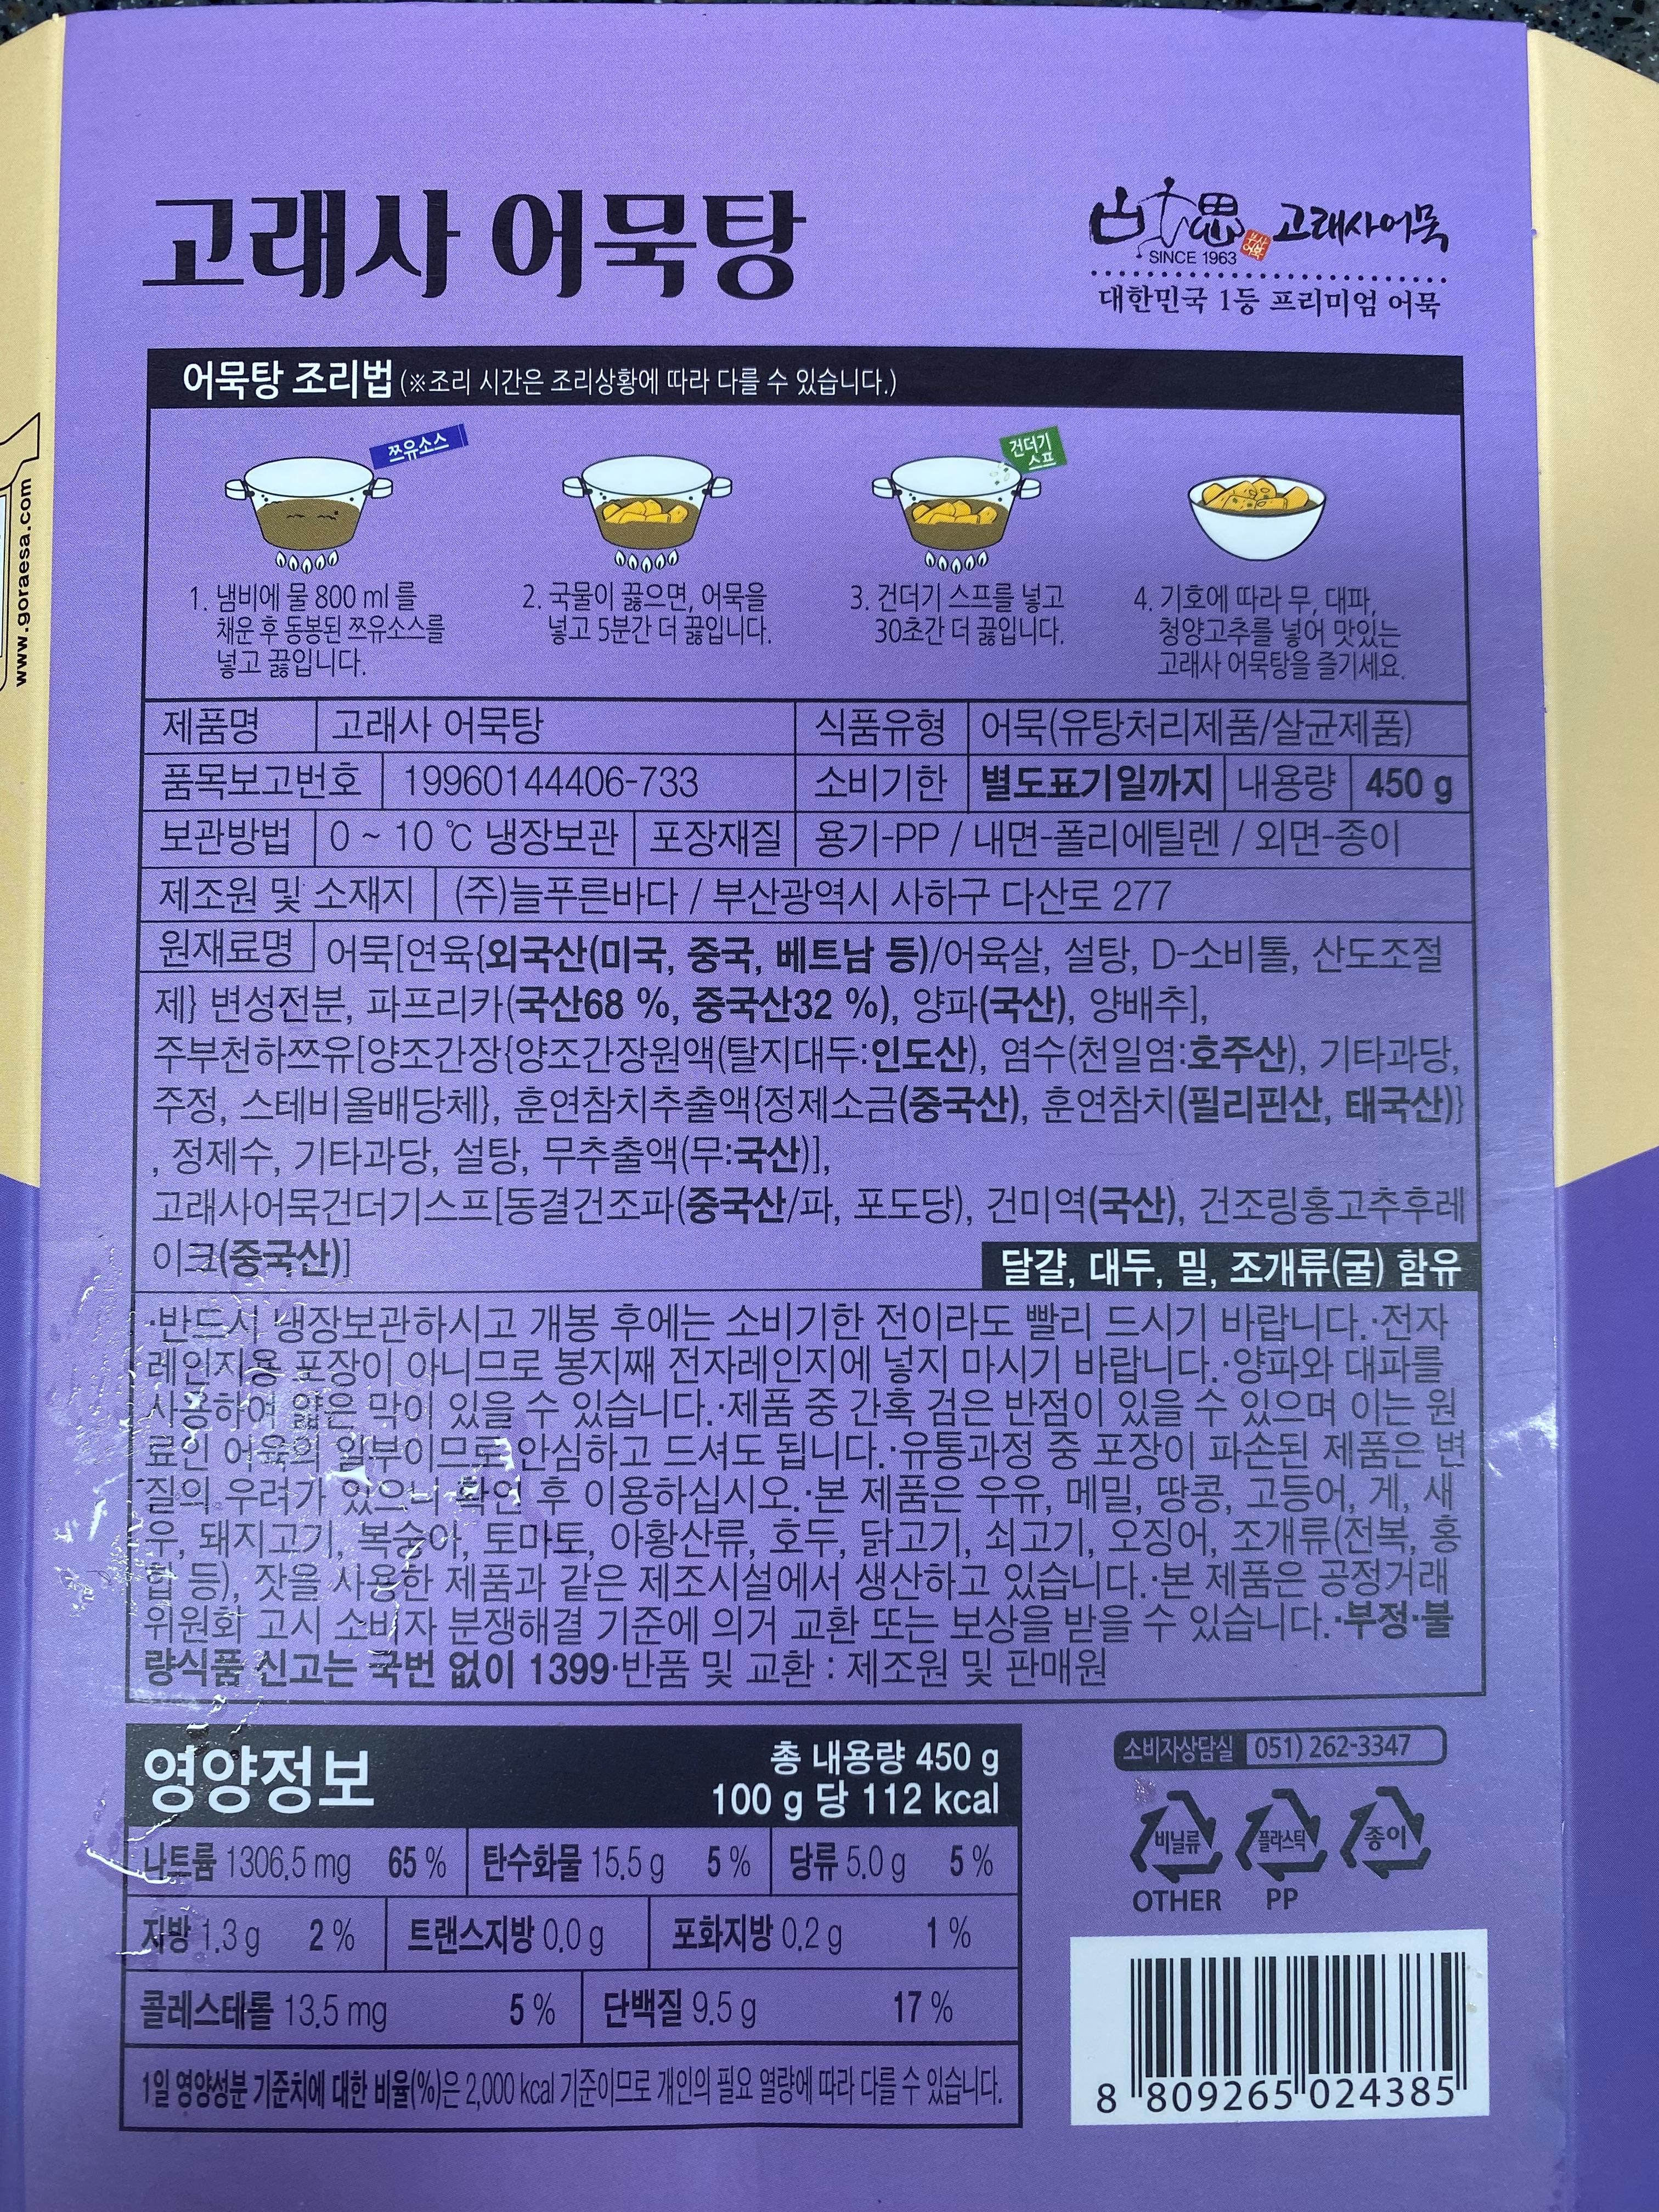 고래사 어묵탕
SINCE 1963
고래사어묵
대한민국 1등 프리미엄 어묵
www.goraesa.com
어묵탕 조리법 (※조리 시간은 조리상황에 따라 다를 수 있습니다.)
쯔유소스
건더기
스프
1. 냄비에 물 800 ml 를
채운 후 동봉된 쯔유소스를
넣고 끓입니다.
2. 국물이 끓으면, 어묵을
넣고 5분간 더 끓입니다.
3. 건더기 스프를 넣고
30초간 더 끓입니다.
4. 기호에 따라 무, 대파,
청양고추를 넣어 맛있는
고래사 어묵탕을 즐기세요.
제품명 고래사 어묵탕 식품유형 어묵(유탕처리제품/살균제품)
품목보고번호 19960144406-733 소비기한 별도표기일까지 내용량 450 g
보관방법 0 ~ 10 ℃ 냉장보관 포장재질 용기-PP / 내면-폴리에틸렌 / 외면-종이
제조원 및 소재지 (주)늘푸른바다 / 부산광역시 사하구 다산로 277
원재료명 어묵[연육{외국산(미국, 중국, 베트남 등)/어육살, 설탕, D-소비톨, 산도조절
제} 변성전분, 파프리카(국산68 %, 중국산32 %), 양파(국산), 양배추],
주부천하쯔유[양조간장{양조간장원액(탈지대두:인도산), 염수(천일염:호주산), 기타과당,
주정, 스테비올배당체}, 훈연참치추출액{정제소금(중국산), 훈연참치(필리핀산, 태국산)}
, 정제수, 기타과당, 설탕, 무추출액(무:국산)],
고래사어묵건더기스프[동결건조파(중국산/파, 포도당), 건미역(국산), 건조링홍고추후레
이크(중국산)]
달걀, 대두, 밀, 조개류(굴) 함유
·반드시 냉장보관하시고 개봉 후에는 소비기한 전이라도 빨리 드시기 바랍니다.·전자
레인지용 포장이 아니므로 봉지째 전자레인지에 넣지 마시기 바랍니다.·양파와 대파를
사용하여 얇은 막이 있을 수 있습니다.·제품 중 간혹 검은 반점이 있을 수 있으며 이는 원
료인 어육의 일부이므로 안심하고 드셔도 됩니다.·유통과정 중 포장이 파손된 제품은 변
질의 우려가 있으니 확인 후 이용하십시오.·본 제품은 우유, 메밀, 땅콩, 고등어, 게, 새
우, 돼지고기, 복숭아, 토마토, 아황산류, 호두, 닭고기, 쇠고기, 오징어, 조개류(전복, 홍
합 등), 잣을 사용한 제품과 같은 제조시설에서 생산하고 있습니다.·본 제품은 공정거래
위원회 고시 소비자 분쟁해결 기준에 의거 교환 또는 보상을 받을 수 있습니다.·부정·불
량식품 신고는 국번 없이 1399·반품 및 교환 : 제조원 및 판매원
영양정보
총 내용량 450 g
100 g 당 112 kcal
나트륨 1306.5 mg 65 % 탄수화물 15.5 g 5 % 당류 5.0 g 5 %
지방 1.3 g 2 % 트랜스지방 0.0 g 포화지방 0.2 g 1 %
콜레스테롤 13.5 mg 5 % 단백질 9.5 g 17 %
1일 영양성분 기준치에 대한 비율(%)은 2,000 kcal 기준이므로 개인의 필요 열량에 따라 다를 수 있습니다.
소비자상담실 051) 262-3347
비닐류 플라스틱 종이
OTHER PP
8 809265 024385